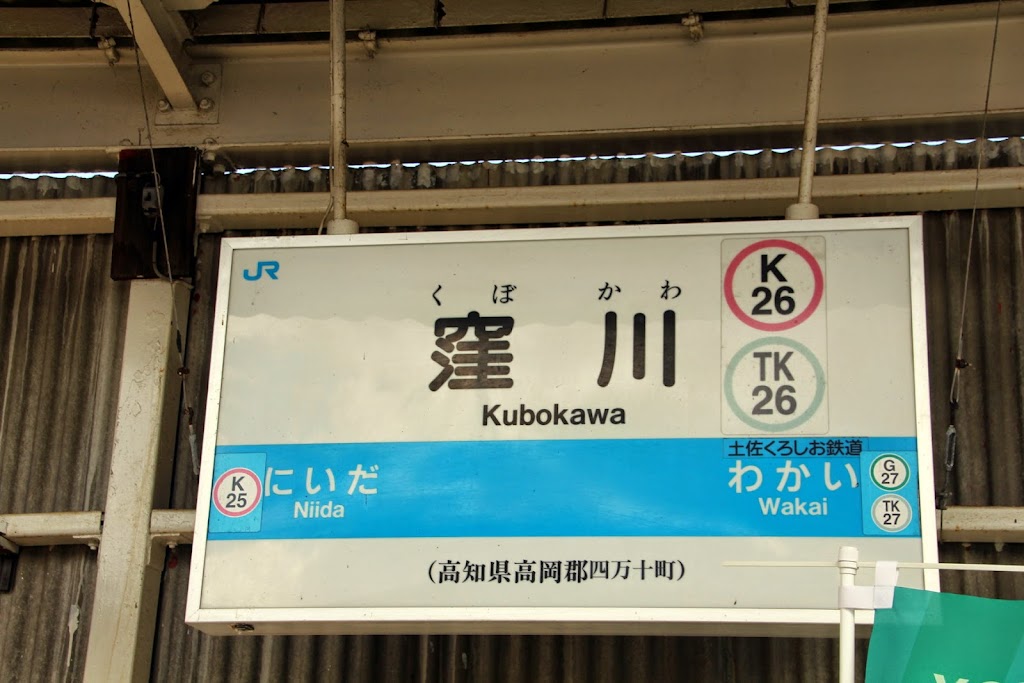 JR
くぼ かわ
窪川
Kubokawa
K
26
TK
26
K
25
にいだ
Niida
土佐くろしお鉄道
わかい
Wakai
G
27
TK
27
(高知県高岡郡四万十町)